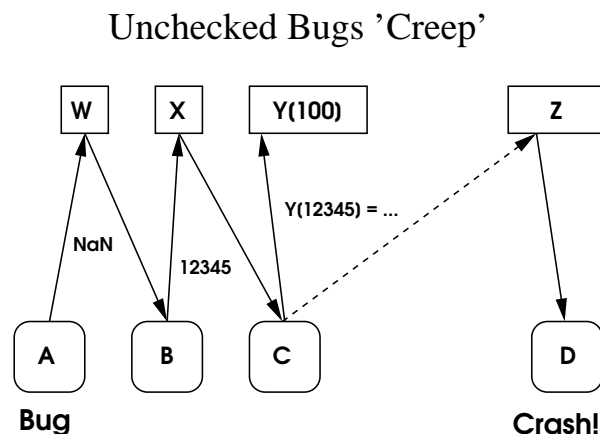 Unchecked Bugs 'Creep'
W X Y(100) Z
Y(12345) = ...
NaN 12345
A B C D
Bug Crash!